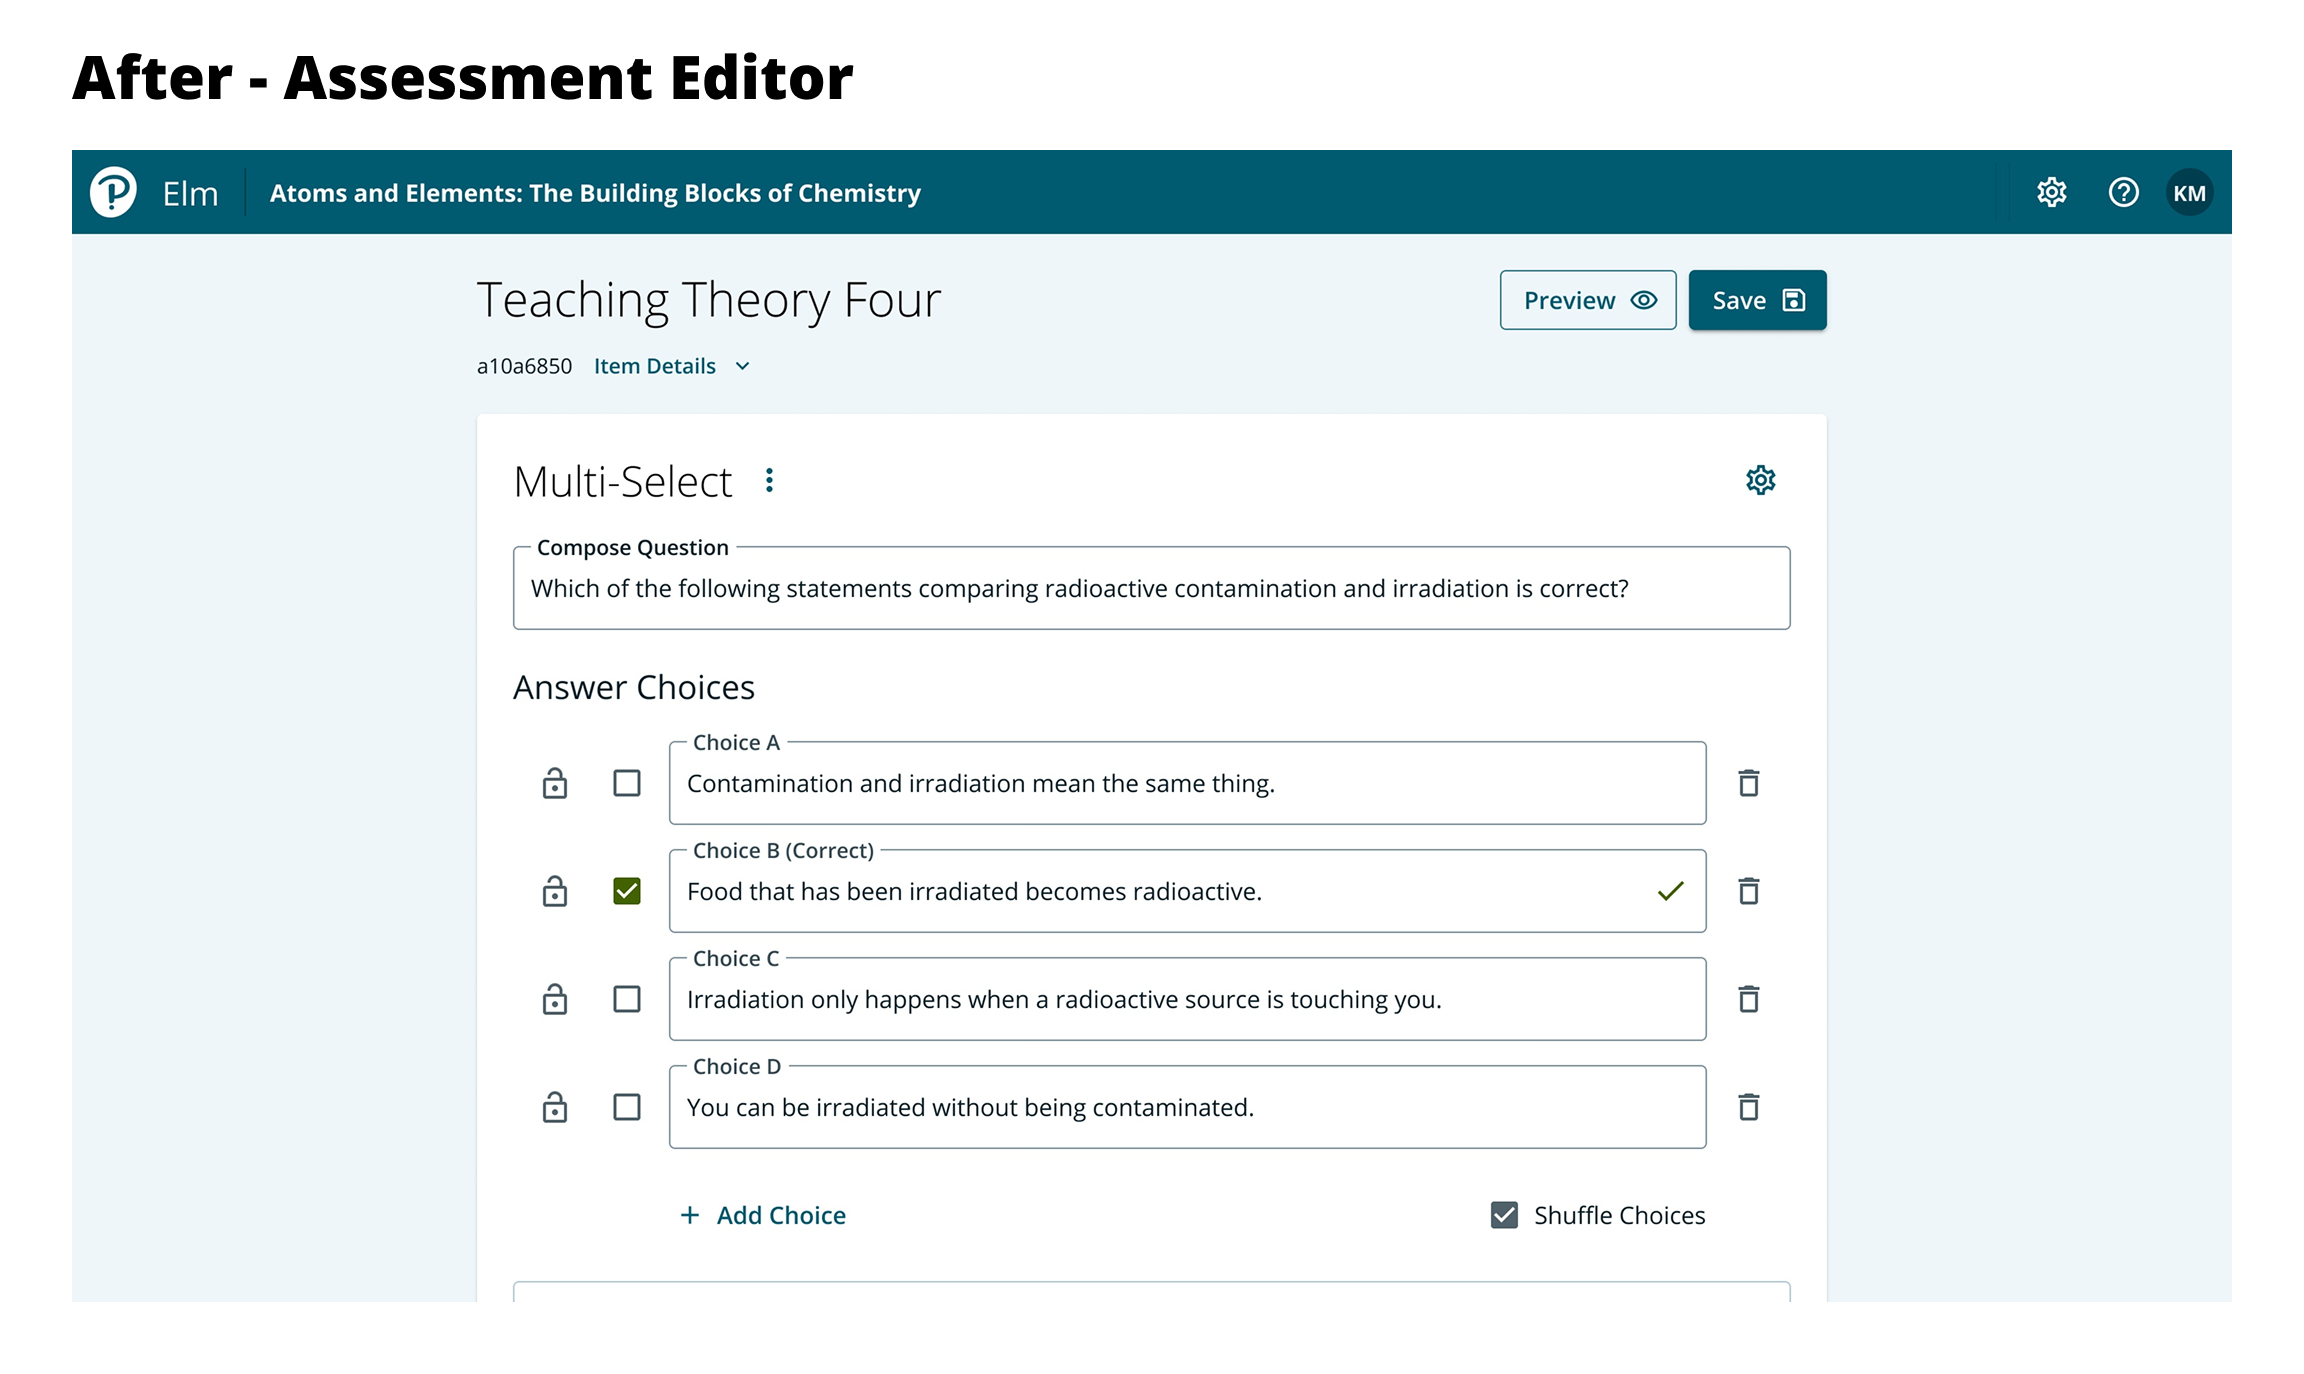 After - Assessment Editor
Elm
Atoms and Elements: The Building Blocks of Chemistry
KM
Teaching Theory Four
Preview
Save
a10a6850 Item Details
Multi-Select
Compose Question
Which of the following statements comparing radioactive contamination and irradiation is correct?
Answer Choices
Choice A
Contamination and irradiation mean the same thing.
Choice B (Correct)
Food that has been irradiated becomes radioactive.
Choice C
Irradiation only happens when a radioactive source is touching you.
Choice D
You can be irradiated without being contaminated.
+ Add Choice
Shuffle Choices